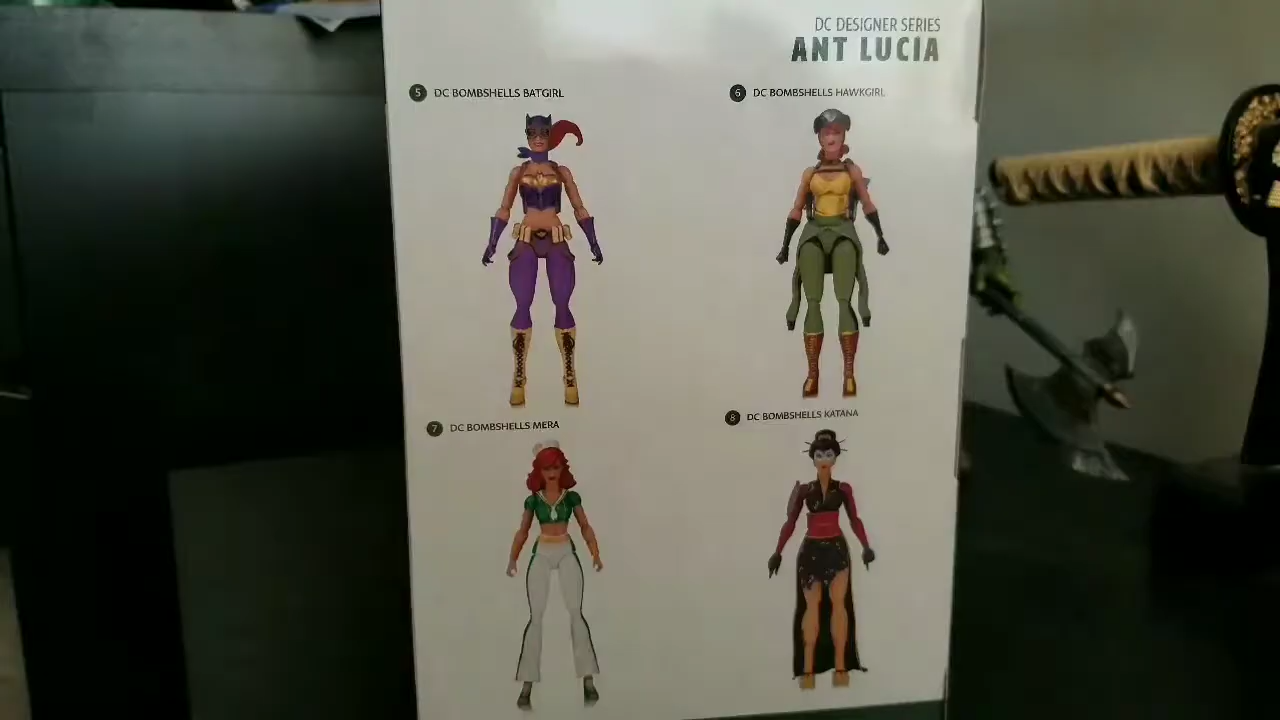 DC DESIGNER SERIES
ANT LUCIA
5 DC BOMBSHELLS BATGIRL
6 DC BOMBSHELLS HAWKGIRL
7 DC BOMBSHELLS MERA
8 DC BOMBSHELLS KATANA